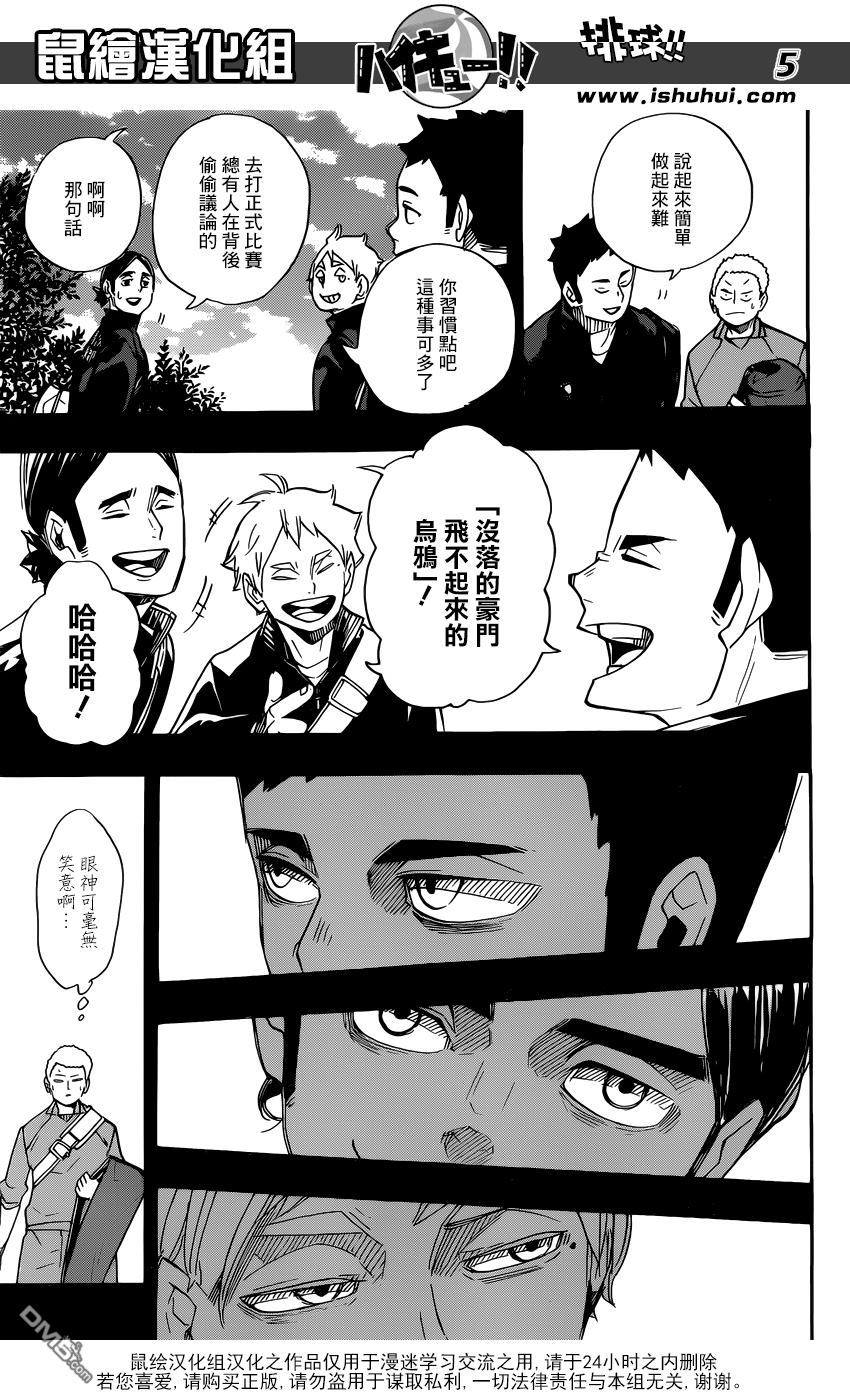 鼠繪漢化組
ハイキュー!!
排球!!
5
www.ishuhui.com
說起來簡單
做起來難
你習慣點吧
這種事可多了
去打正式比賽
總有人在背後
偷偷議論的
啊啊
那句話
「沒落的豪門
飛不起來的
烏鴉」!
哈哈哈!
眼神可毫無
笑意啊…
鼠绘汉化组汉化之作品仅用于漫迷学习交流之用,请于24小时之内删除
若您喜爱,请购买正版,请勿盗用于谋取私利,一切法律责任与本组无关,谢谢。